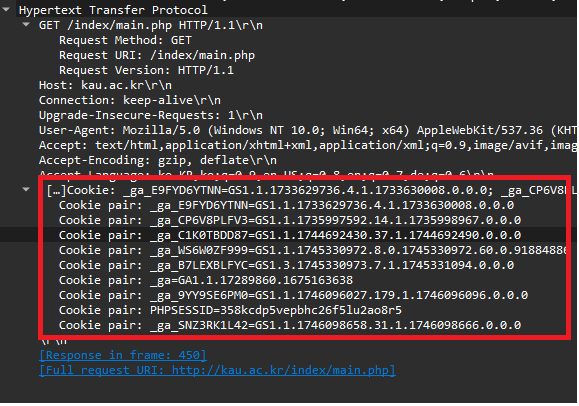 Hypertext Transfer Protocol
GET /index/main.php HTTP/1.1\r\n
Request Method: GET
Request URI: /index/main.php
Request Version: HTTP/1.1
Host: kau.ac.kr\r\n
Connection: keep-alive\r\n
Upgrade-Insecure-Requests: 1\r\n
User-Agent: Mozilla/5.0 (Windows NT 10.0; Win64; x64) AppleWebKit/537.36 (KHT
Accept: text/html,application/xhtml+xml,application/xml;q=0.9,image/avif,imag
Accept-Encoding: gzip, deflate\r\n
Accept-Language: ko-KR,ko;q=0.9,en-US;q=0.8,en;q=0.7,de;q=0.6\r\n
[…]Cookie: _ga_E9FYD6YTNN=GS1.1.1733629736.4.1.1733630008.0.0.0; _ga_CP6V8PL
Cookie pair: _ga_E9FYD6YTNN=GS1.1.1733629736.4.1.1733630008.0.0.0
Cookie pair: _ga_CP6V8PLFV3=GS1.1.1735997592.14.1.1735998967.0.0.0
Cookie pair: _ga_C1K0TBDD87=GS1.1.1744692430.37.1.1744692490.0.0.0
Cookie pair: _ga_WS6W0ZF999=GS1.1.1745330972.8.0.1745330972.60.0.91884886
Cookie pair: _ga_B7LEXBLFYC=GS1.3.1745330973.7.1.1745331094.0.0.0
Cookie pair: _ga=GA1.1.17289860.1675163638
Cookie pair: _ga_9YY9SE6PM0=GS1.1.1746096027.179.1.1746096096.0.0.0
Cookie pair: PHPSESSID=358kcdp5vepbhc26f5lu2ao8r5
Cookie pair: _ga_SNZ3RK1L42=GS1.1.1746098658.31.1.1746098666.0.0.0
\r\n
[Response in frame: 450]
[Full request URI: http://kau.ac.kr/index/main.php]